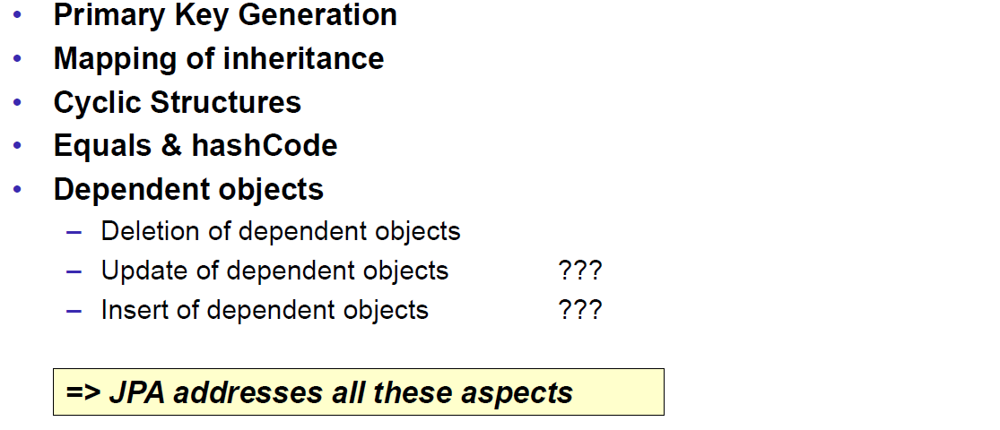 • Primary Key Generation
• Mapping of inheritance
• Cyclic Structures
• Equals & hashCode
• Dependent objects
– Deletion of dependent objects
– Update of dependent objects ???
– Insert of dependent objects ???
=> JPA addresses all these aspects